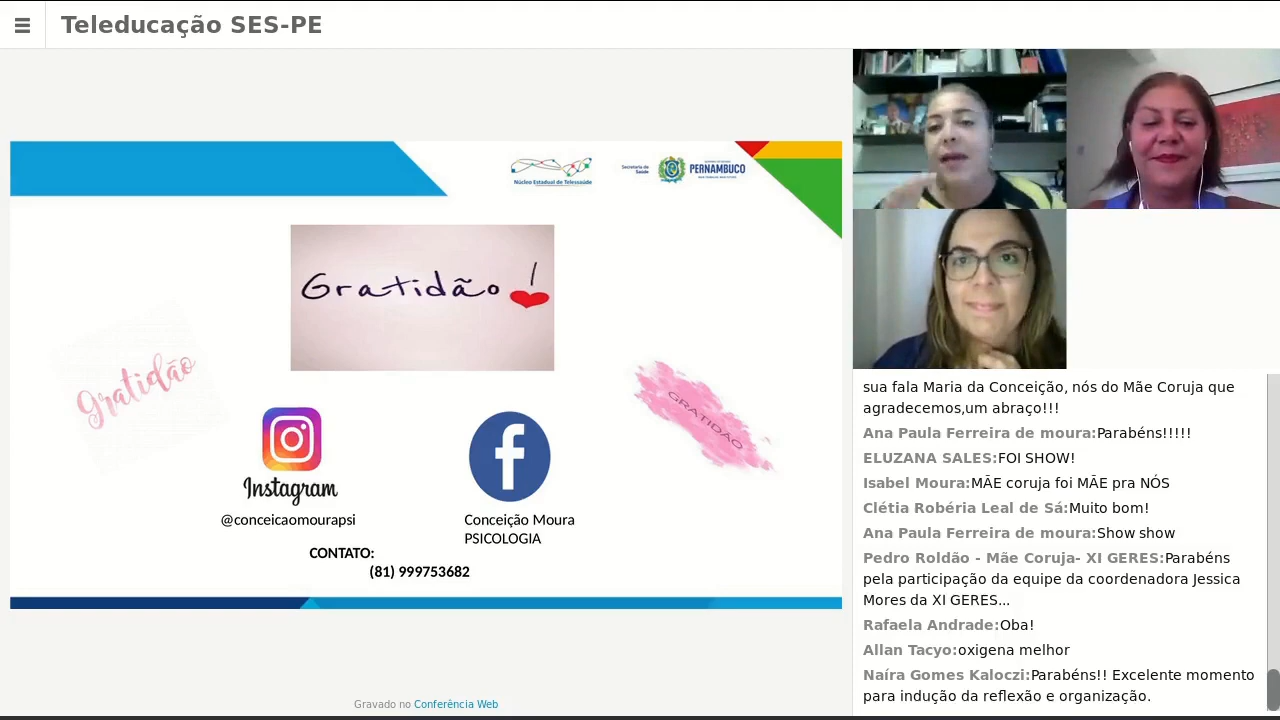 Teleducação SES-PE
Núcleo Estadual de Telessaúde
Secretaria de
Saúde
PERNAMBUCO
Gratidão!
Gratidão
GRATIDÃO
Instagram
@conceicaomourapsi
Conceição Moura
PSICOLOGIA
CONTATO:
(81) 999753682
Gravado no Conferência Web
sua fala Maria da Conceição, nós do Mãe Coruja que
agradecemos,um abraço!!!
Ana Paula Ferreira de moura:Parabéns!!!!!
ELUZANA SALES:FOI SHOW!
Isabel Moura:MÃE coruja foi MÃE pra NÓS
Clétia Robéria Leal de Sá:Muito bom!
Ana Paula Ferreira de moura:Show show
Pedro Roldão - Mãe Coruja- XI GERES:Parabéns
pela participação da equipe da coordenadora Jessica
Mores da XI GERES...
Rafaela Andrade:Oba!
Allan Tacyo:oxigena melhor
Naíra Gomes Kaloczi:Parabéns!! Excelente momento
para indução da reflexão e organização.